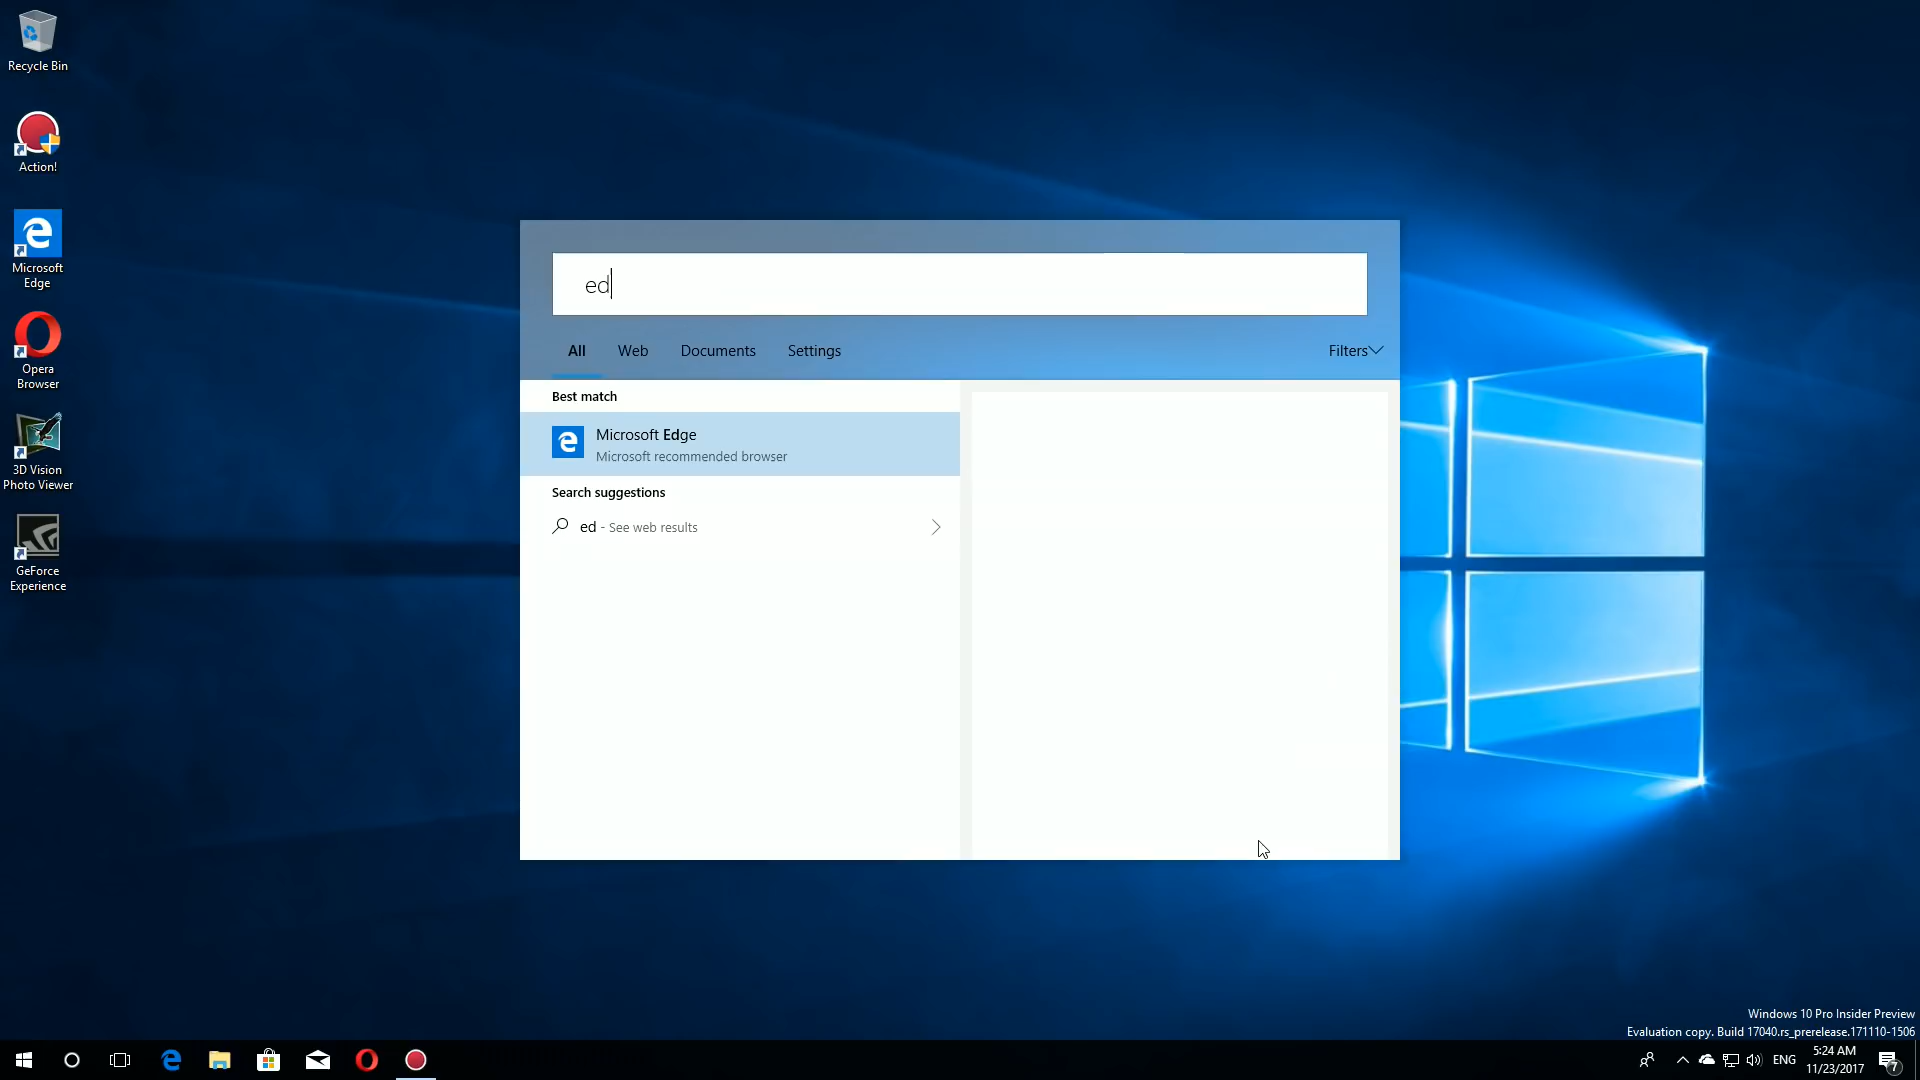 Recycle Bin
Action!
Microsoft
Edge
Opera
Browser
3D Vision
Photo Viewer
GeForce
Experience
ed
All Web Documents Settings Filters
Best match
Microsoft Edge
Microsoft recommended browser
Search suggestions
ed - See web results
Windows 10 Pro Insider Preview
Evaluation copy. Build 17040.rs_prerelease.171110-1506
ENG
5:24 AM
11/23/2017
7